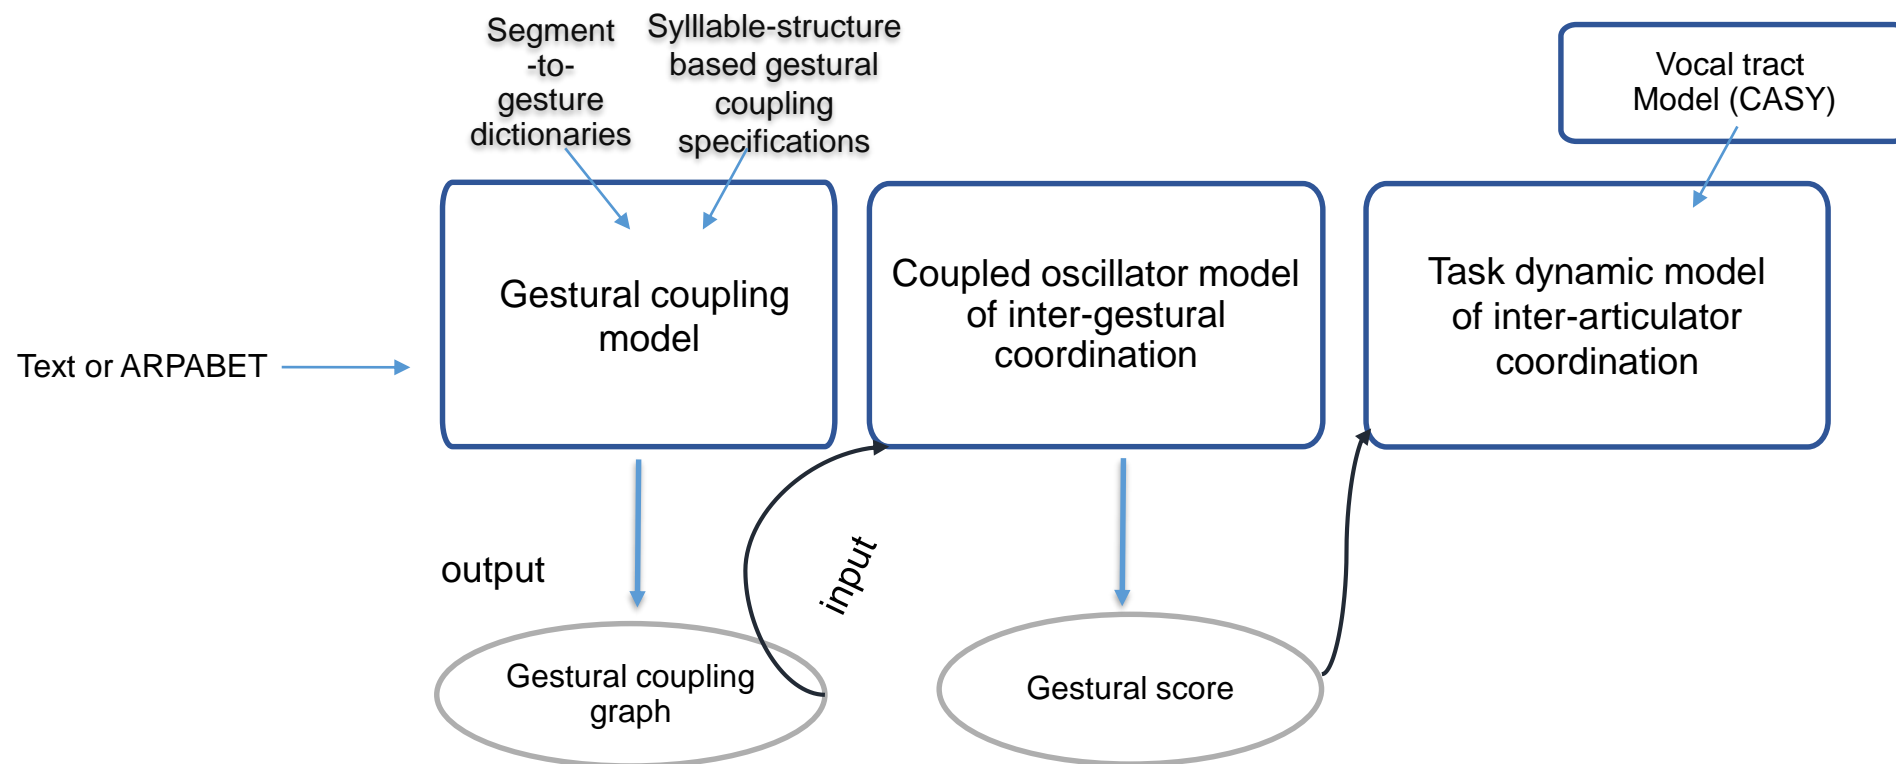 Segment
-to-
gesture
dictionaries
Sylllable-structure
based gestural
coupling
specifications
Vocal tract
Model (CASY)
Text or ARPABET
Gestural coupling
model
Coupled oscillator model
of inter-gestural
coordination
Task dynamic model
of inter-articulator
coordination
output
input
Gestural coupling
graph
Gestural score